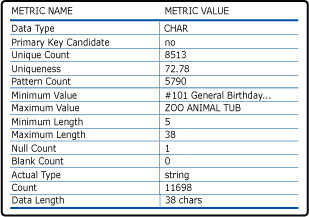 METRIC NAME METRIC VALUE
Data Type CHAR
Primary Key Candidate no
Unique Count 8513
Uniqueness 72.78
Pattern Count 5790
Minimum Value #101 General Birthday...
Maximum Value ZOO ANIMAL TUB
Minimum Length 5
Maximum Length 38
Null Count 1
Blank Count 0
Actual Type string
Count 11698
Data Length 38 chars